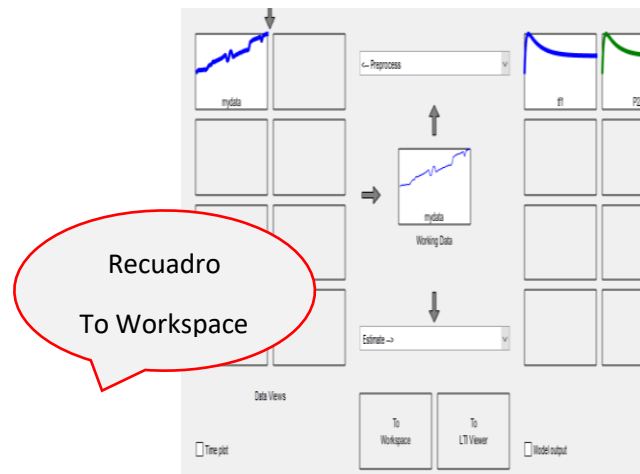 <-- Preprocess
mydata
tf1
mydata
Working Data
Recuadro
To Workspace
Estimate -->
Data Views
To
Workspace
To
LTI Viewer
Time plot
Model output